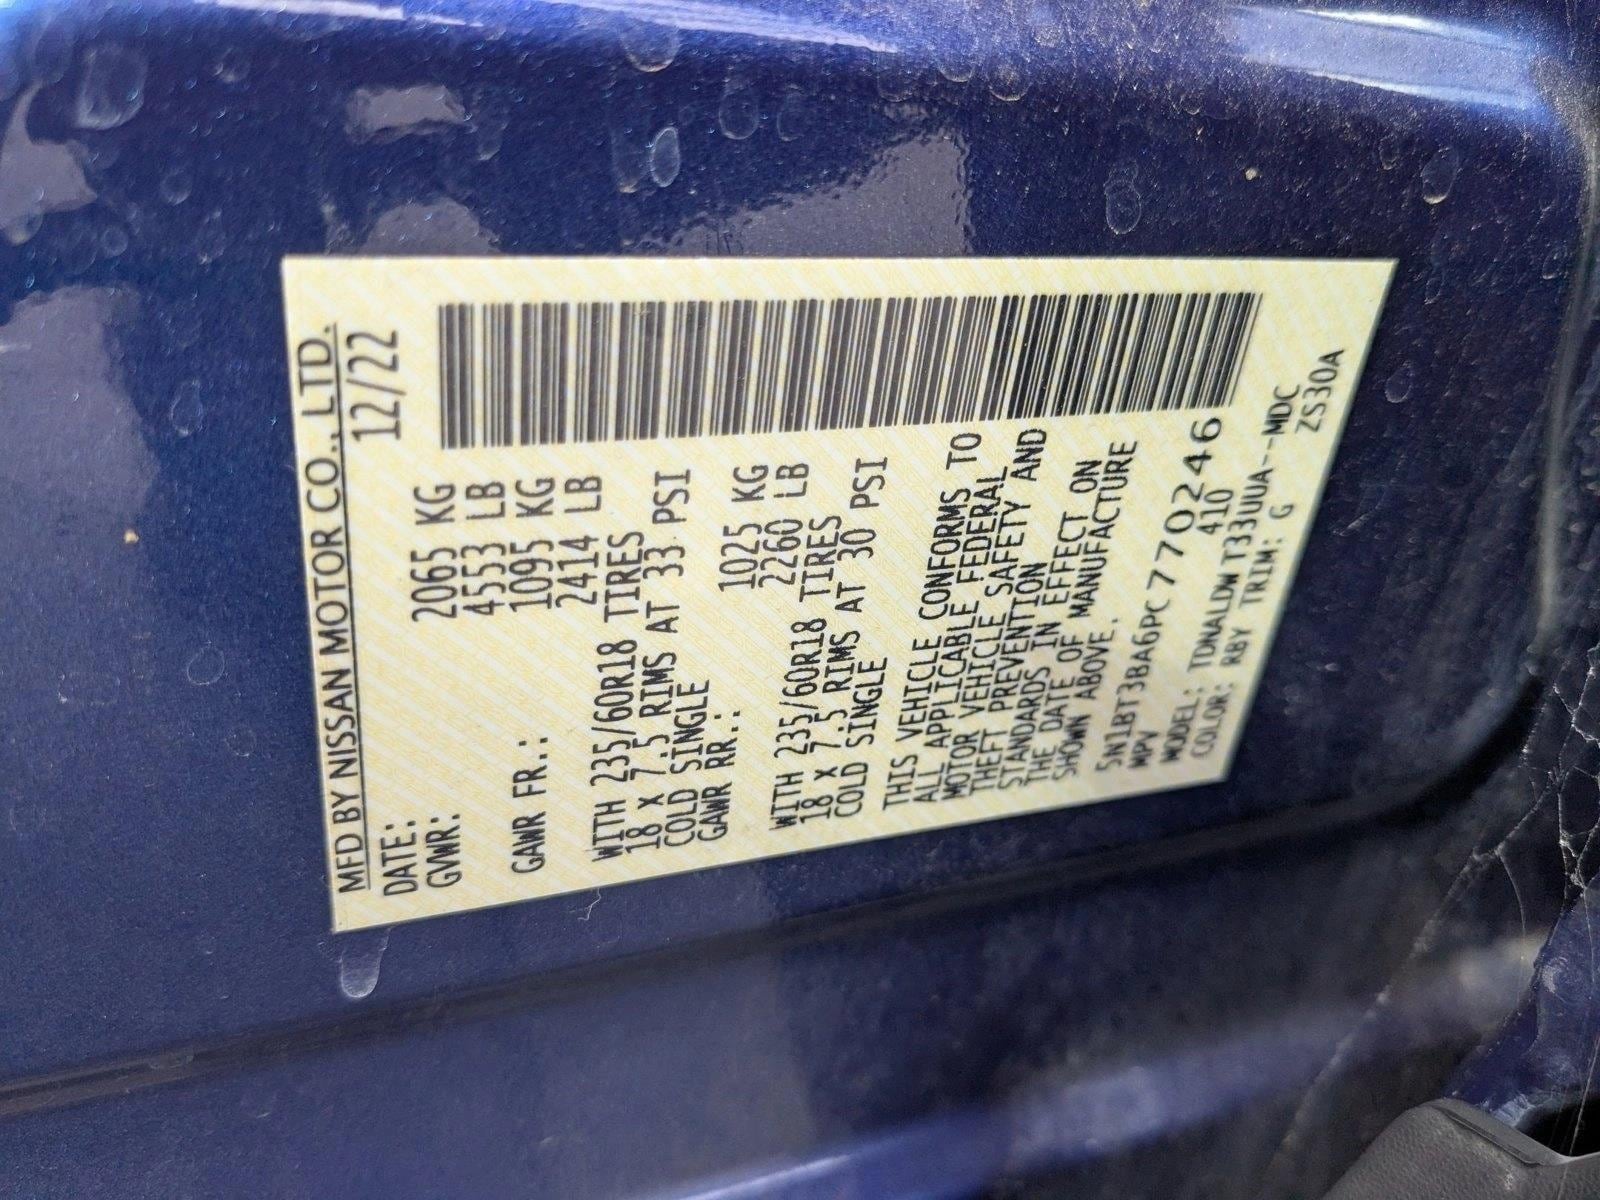 MFD BY NISSAN MOTOR CO., LTD.
DATE: 12/22
GVWR: 2065 KG
4553 LB
GAWR FR.: 1095 KG
2414 LB
WITH 235/60R18 TIRES
18 X 7.5 RIMS AT 33 PSI
COLD SINGLE
GAWR RR.: 1025 KG
2260 LB
WITH 235/60R18 TIRES
18 X 7.5 RIMS AT 30 PSI
COLD SINGLE
THIS VEHICLE CONFORMS TO
ALL APPLICABLE FEDERAL
MOTOR VEHICLE SAFETY AND
THEFT PREVENTION
STANDARDS IN EFFECT ON
THE DATE OF MANUFACTURE
SHOWN ABOVE.
5N1BT3BA6PC770246
MPV 410
MODEL: TDNALDWT33UUA--MDC
COLOR: RBY TRIM: G ZS30A